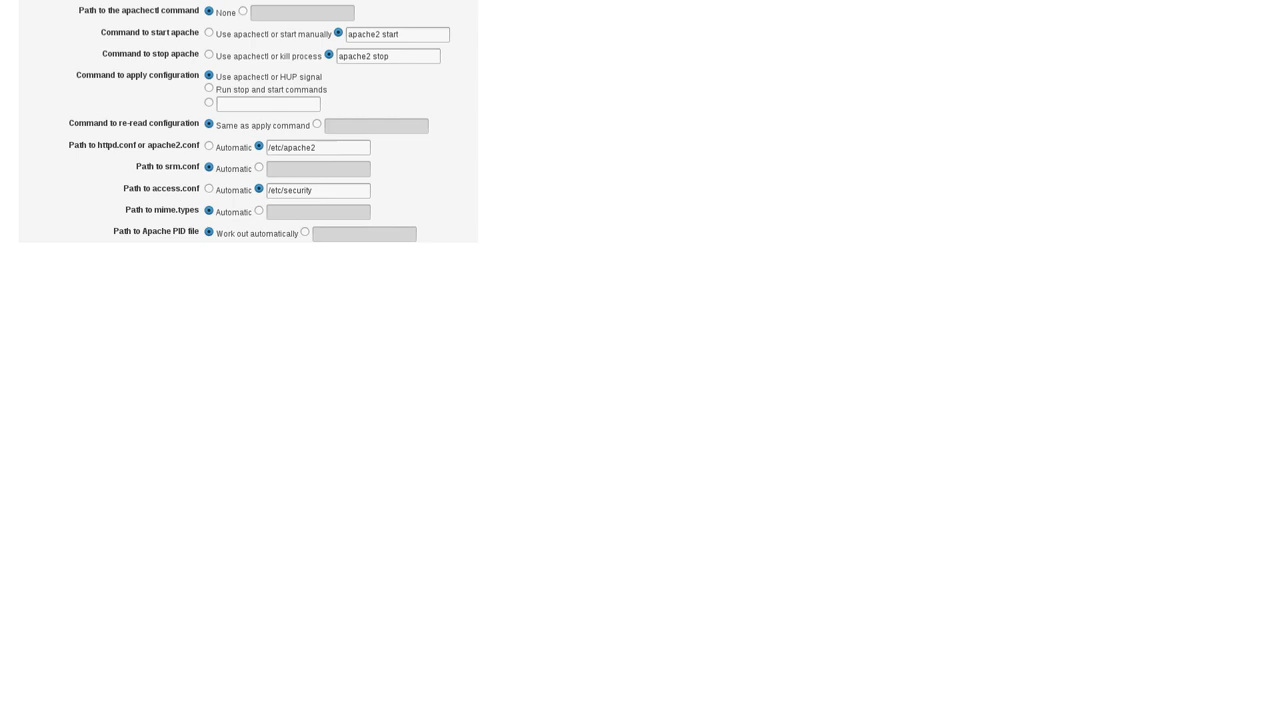 Path to the apachectl command None
Command to start apache Use apachectl or start manually apache2 start
Command to stop apache Use apachectl or kill process apache2 stop
Command to apply configuration Use apachectl or HUP signal
Run stop and start commands
Command to re-read configuration Same as apply command
Path to httpd.conf or apache2.conf Automatic /etc/apache2
Path to srm.conf Automatic
Path to access.conf Automatic /etc/security
Path to mime.types Automatic
Path to Apache PID file Work out automatically